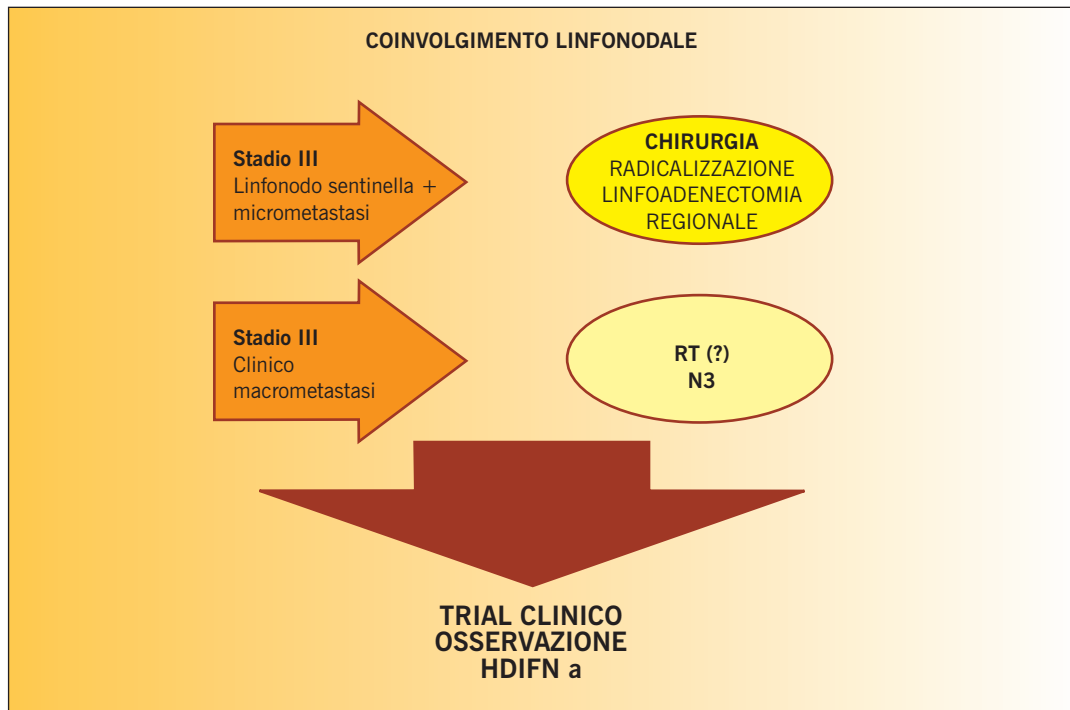 COINVOLGIMENTO LINFONODALE
Stadio III
Linfonodo sentinella +
micrometastasi
CHIRURGIA
RADICALIZZAZIONE
LINFOADENECTOMIA
REGIONALE
Stadio III
Clinico
macrometastasi
RT (?)
N3
TRIAL CLINICO
OSSERVAZIONE
HDIFN a